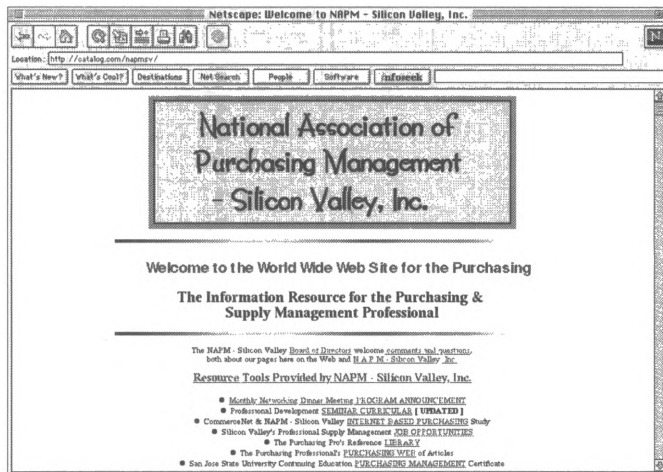 Netscape: Welcome to NAPM - Silicon Valley, Inc.
N
Location: http://catalog.com/napmsv/
What's New? What's Cool? Destinations Net Search People Software infoseek
National Association of
Purchasing Management
- Silicon Valley, Inc.
Welcome to the World Wide Web Site for the Purchasing
The Information Resource for the Purchasing &
Supply Management Professional
The NAPM - Silicon Valley Board of Directors welcome comments and questions,
both about our pages here on the Web and N A P M - Silicon Valley, Inc.
Resource Tools Provided by NAPM - Silicon Valley, Inc.
● Monthly Networking Dinner Meeting PROGRAM ANNOUNCEMENT
● Professional Development SEMINAR CURRICULAR [ UPDATED ]
● CommerceNet & NAPM - Silicon Valley INTERNET BASED PURCHASING Study
● Silicon Valley's Professional Supply Management JOB OPPORTUNITIES
● The Purchasing Pro's Reference LIBRARY
● The Purchasing Professional's PURCHASING WEB of Articles
● San Jose State University Continuing Education PURCHASING MANAGEMENT Certificate